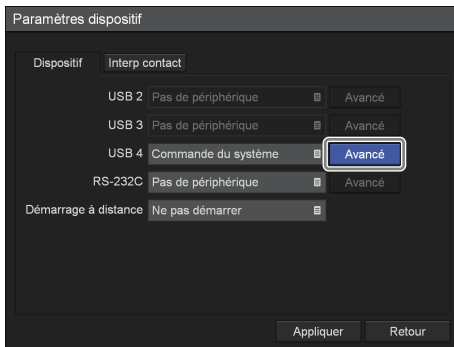 Paramètres dispositif
Dispositif Interp contact
USB 2 Pas de périphérique Avancé
USB 3 Pas de périphérique Avancé
USB 4 Commande du système Avancé
RS-232C Pas de périphérique Avancé
Démarrage à distance Ne pas démarrer
Appliquer Retour